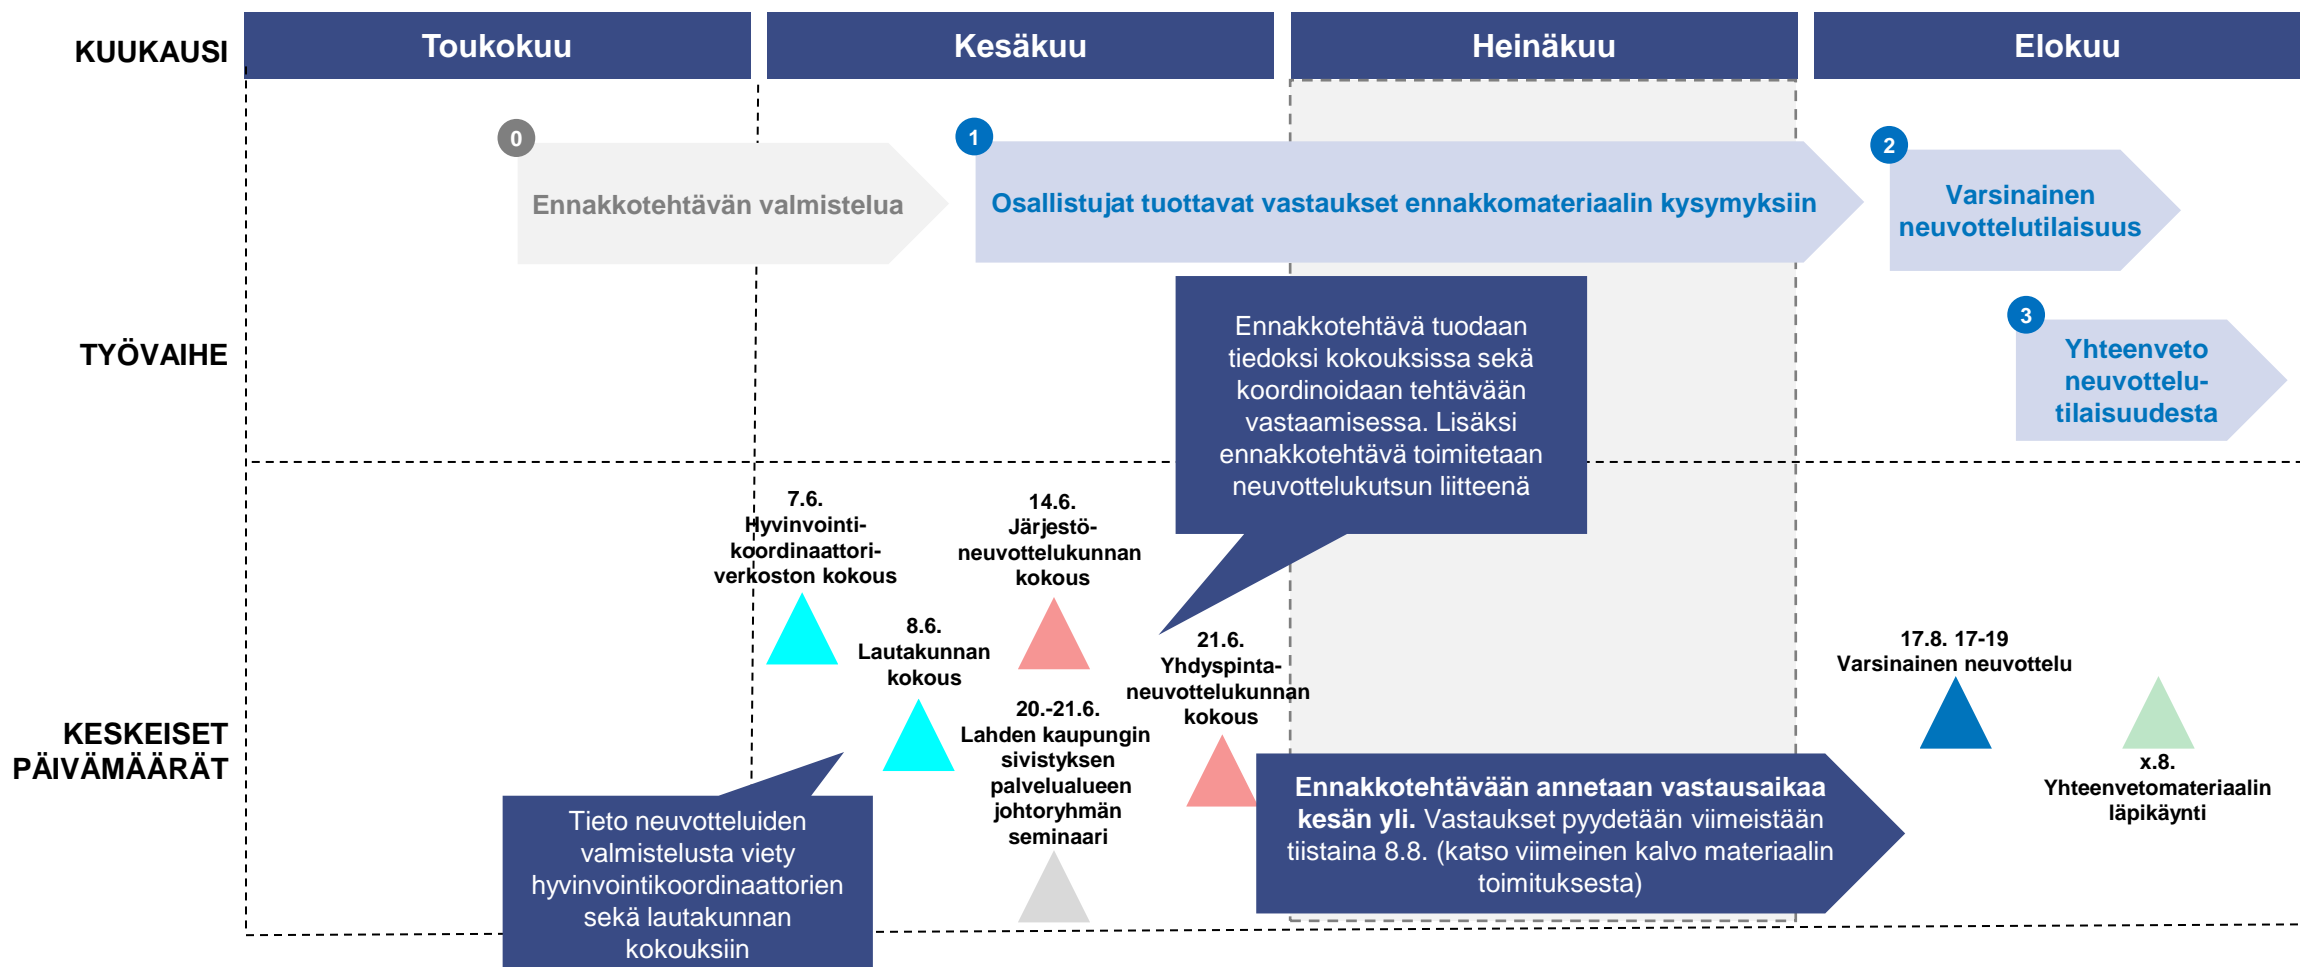 KUUKAUSI
Toukokuu
Kesäkuu
Heinäkuu
Elokuu
TYÖVAIHE
0
Ennakkotehtävän valmistelua
1
Osallistujat tuottavat vastaukset ennakkomateriaalin kysymyksiin
2
Varsinainen
neuvottelutilaisuus
3
Yhteenveto
neuvottelu-
tilaisuudesta
Ennakkotehtävä tuodaan
tiedoksi kokouksissa sekä
koordinoidaan tehtävään
vastaamisessa. Lisäksi
ennakkotehtävä toimitetaan
neuvottelukutsun liitteenä
KESKEISET
PÄIVÄMÄÄRÄT
7.6.
Hyvinvointi-
koordinaattori-
verkoston kokous
8.6.
Lautakunnan
kokous
14.6.
Järjestö-
neuvottelukunnan
kokous
20.-21.6.
Lahden kaupungin
sivistyksen
palvelualueen
johtoryhmän
seminaari
21.6.
Yhdyspinta-
neuvottelukunnan
kokous
17.8. 17-19
Varsinainen neuvottelu
x.8.
Yhteenvetomateriaalin
läpikäynti
Tieto neuvotteluiden
valmistelusta viety
hyvinvointikoordinaattorien
sekä lautakunnan
kokouksiin
Ennakkotehtävään annetaan vastausaikaa
kesän yli. Vastaukset pyydetään viimeistään
tiistaina 8.8. (katso viimeinen kalvo materiaalin
toimituksesta)